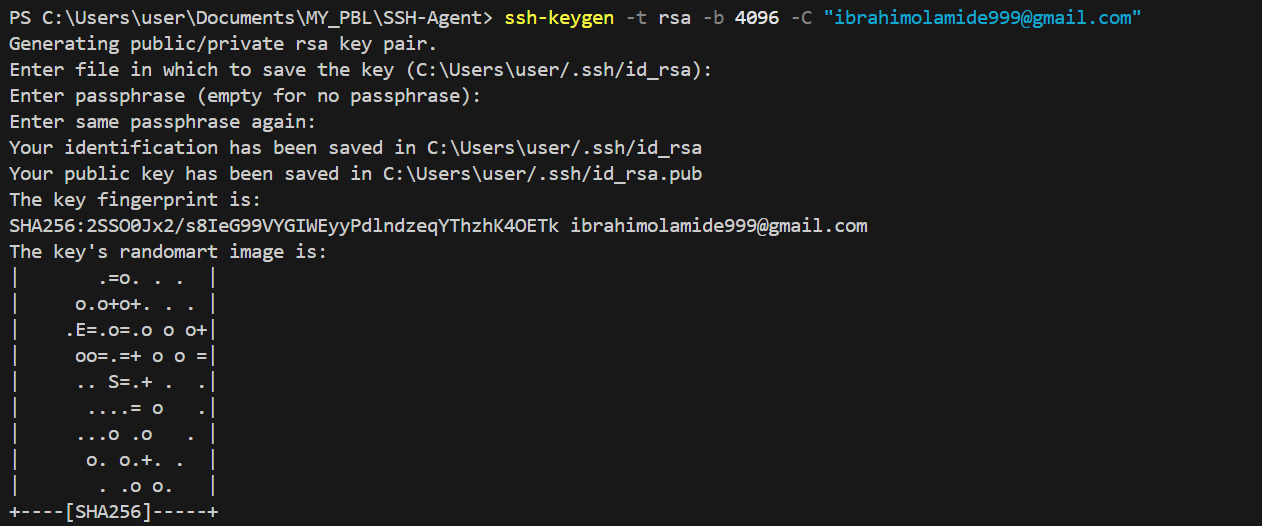 PS C:\Users\user\Documents\MY_PBL\SSH-Agent> ssh-keygen -t rsa -b 4096 -C "ibrahimolamide999@gmail.com"
Generating public/private rsa key pair.
Enter file in which to save the key (C:\Users\user/.ssh/id_rsa):
Enter passphrase (empty for no passphrase):
Enter same passphrase again:
Your identification has been saved in C:\Users\user/.ssh/id_rsa
Your public key has been saved in C:\Users\user/.ssh/id_rsa.pub
The key fingerprint is:
SHA256:2SSO0Jx2/s8IeG99VYGIWEyyPdlndzeqYThzhK4OETk ibrahimolamide999@gmail.com
The key's randomart image is:
|       .=o. . .  |
|     o.o+o+. . . |
|    .E=.o=.o o o+|
|     oo=.=+ o o =|
|     .. S=.+ .  .|
|      ....= o   .|
|     ...o .o   . |
|      o. o.+. .  |
|       . .o o.   |
+----[SHA256]-----+